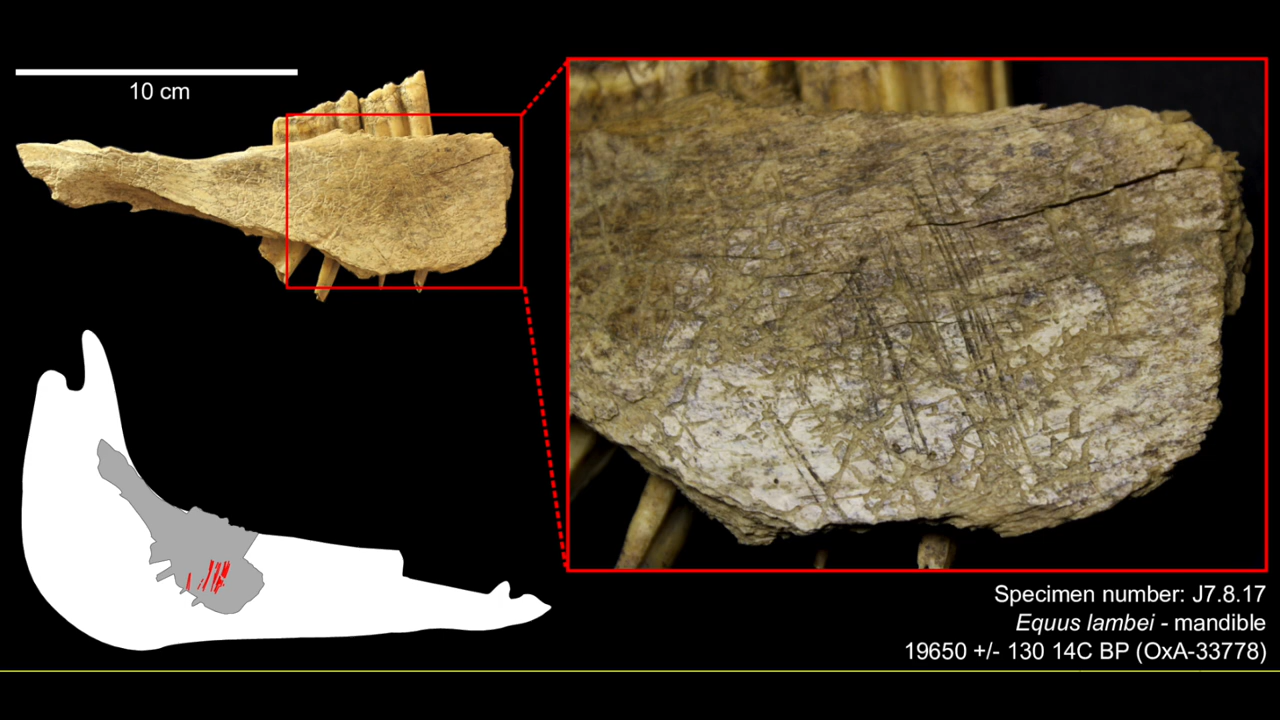 10 cm
Specimen number: J7.8.17
Equus lambei - mandible
19650 +/- 130 14C BP (OxA-33778)